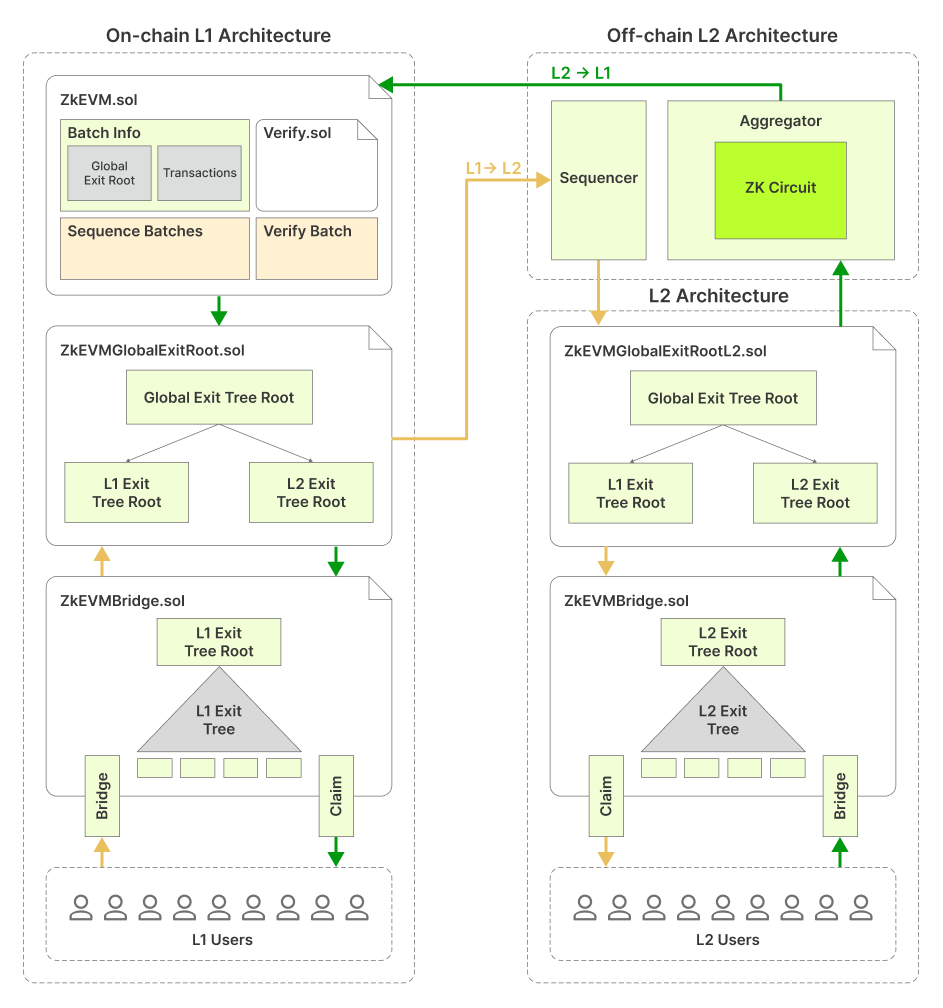 On-chain L1 Architecture
ZkEVM.sol
Batch Info
Global
Exit Root
Transactions
Verify.sol
Sequence Batches
Verify Batch
ZkEVMGlobalExitRoot.sol
Global Exit Tree Root
L1 Exit
Tree Root
L2 Exit
Tree Root
ZkEVMBridge.sol
L1 Exit
Tree Root
L1 Exit
Tree
Bridge
Claim
L1 Users
L2 → L1
L1→ L2
Off-chain L2 Architecture
Sequencer
Aggregator
ZK Circuit
L2 Architecture
ZkEVMGlobalExitRootL2.sol
Global Exit Tree Root
L1 Exit
Tree Root
L2 Exit
Tree Root
ZkEVMBridge.sol
L2 Exit
Tree Root
L2 Exit
Tree
Claim
Bridge
L2 Users